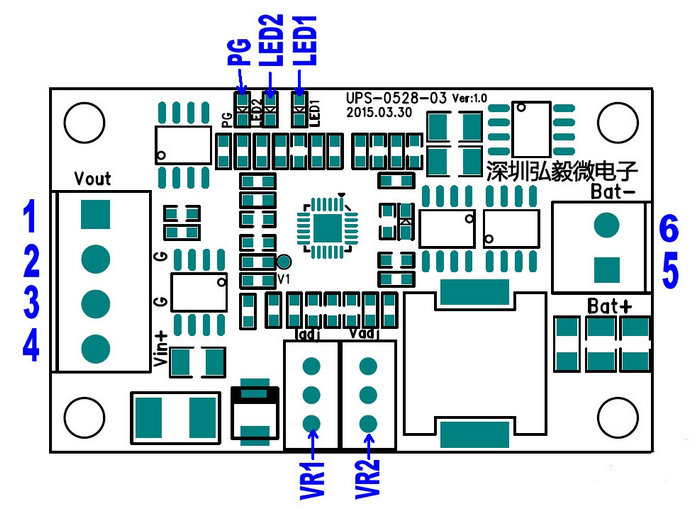 PG
LED2
LED1
PG
LED2
LED1
UPS-0528-03 Ver:1.0
2015.03.30
深圳弘毅微电子
Vout
Bat-
1
2
3
4
6
5
G
G
V1
Bat+
Vin+
Iadj
Vadj
VR1
VR2